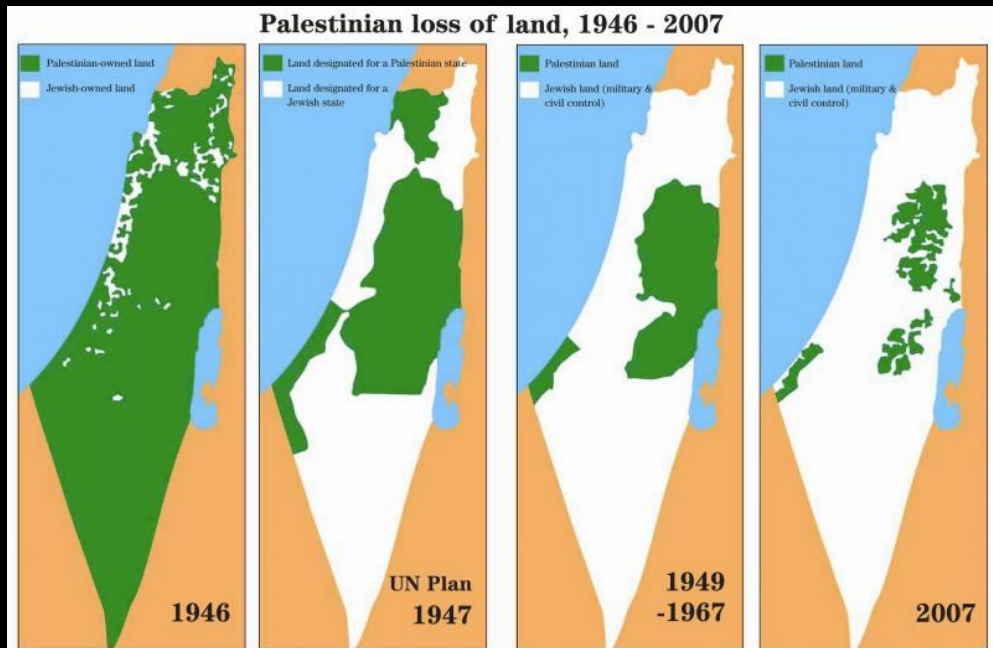 Palestinian loss of land, 1946 - 2007
Palestinian-owned land
Jewish-owned land
1946
Land designated for a Palestinian state
Land designated for a
Jewish state
UN Plan
1947
Palestinian land
Jewish land (military &
civil control)
1949
-1967
Palestinian land
Jewish land (military &
civil control)
2007